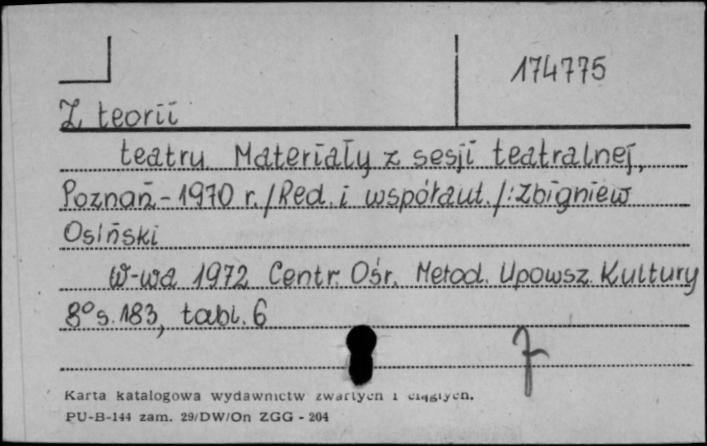 174775
Z teorii
teatru Materiały z sesji teatralnej,
Poznań - 1970 r. /Red. i współaut./: Zbigniew
Osiński
W-wa 1972 Centr. Ośr. Metod. Upowsz. Kultury
8° s. 183, tabl. 6
7
Karta katalogowa wydawnictw zwartych i ciągłych.
PU-B-144 zam. 29/DW/On ZGG - 204